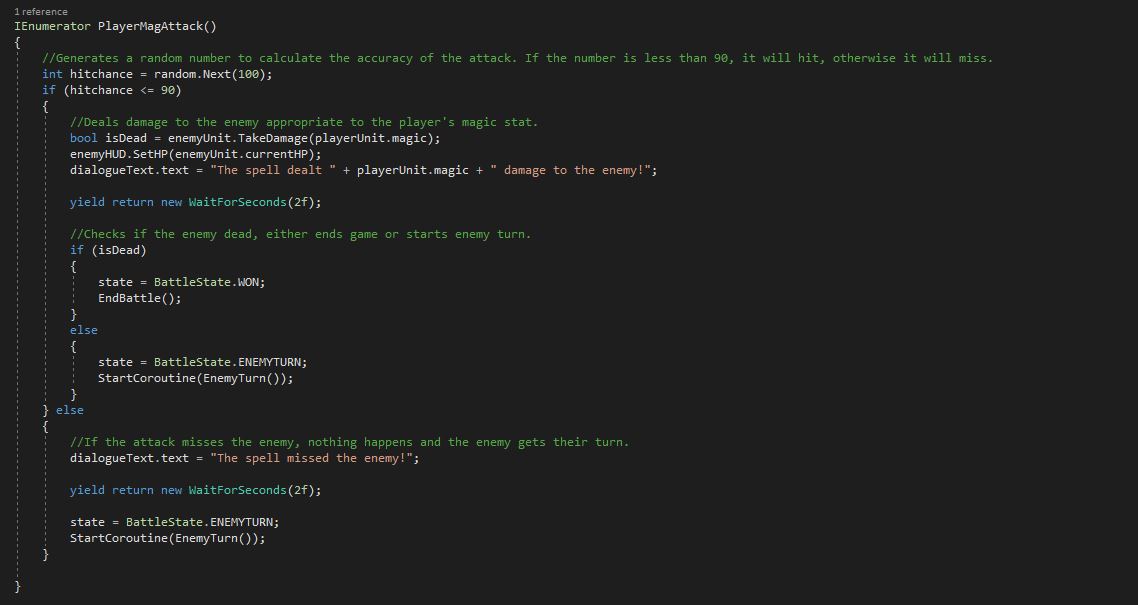 1 reference
IEnumerator PlayerMagAttack()
{
//Generates a random number to calculate the accuracy of the attack. If the number is less than 90, it will hit, otherwise it will miss.
int hitchance = random.Next(100);
if (hitchance <= 90)
{
//Deals damage to the enemy appropriate to the player's magic stat.
bool isDead = enemyUnit.TakeDamage(playerUnit.magic);
enemyHUD.SetHP(enemyUnit.currentHP);
dialogueText.text = "The spell dealt " + playerUnit.magic + " damage to the enemy!";
yield return new WaitForSeconds(2f);
//Checks if the enemy dead, either ends game or starts enemy turn.
if (isDead)
{
state = BattleState.WON;
EndBattle();
}
else
{
state = BattleState.ENEMYTURN;
StartCoroutine(EnemyTurn());
}
} else
{
//If the attack misses the enemy, nothing happens and the enemy gets their turn.
dialogueText.text = "The spell missed the enemy!";
yield return new WaitForSeconds(2f);
state = BattleState.ENEMYTURN;
StartCoroutine(EnemyTurn());
}
}